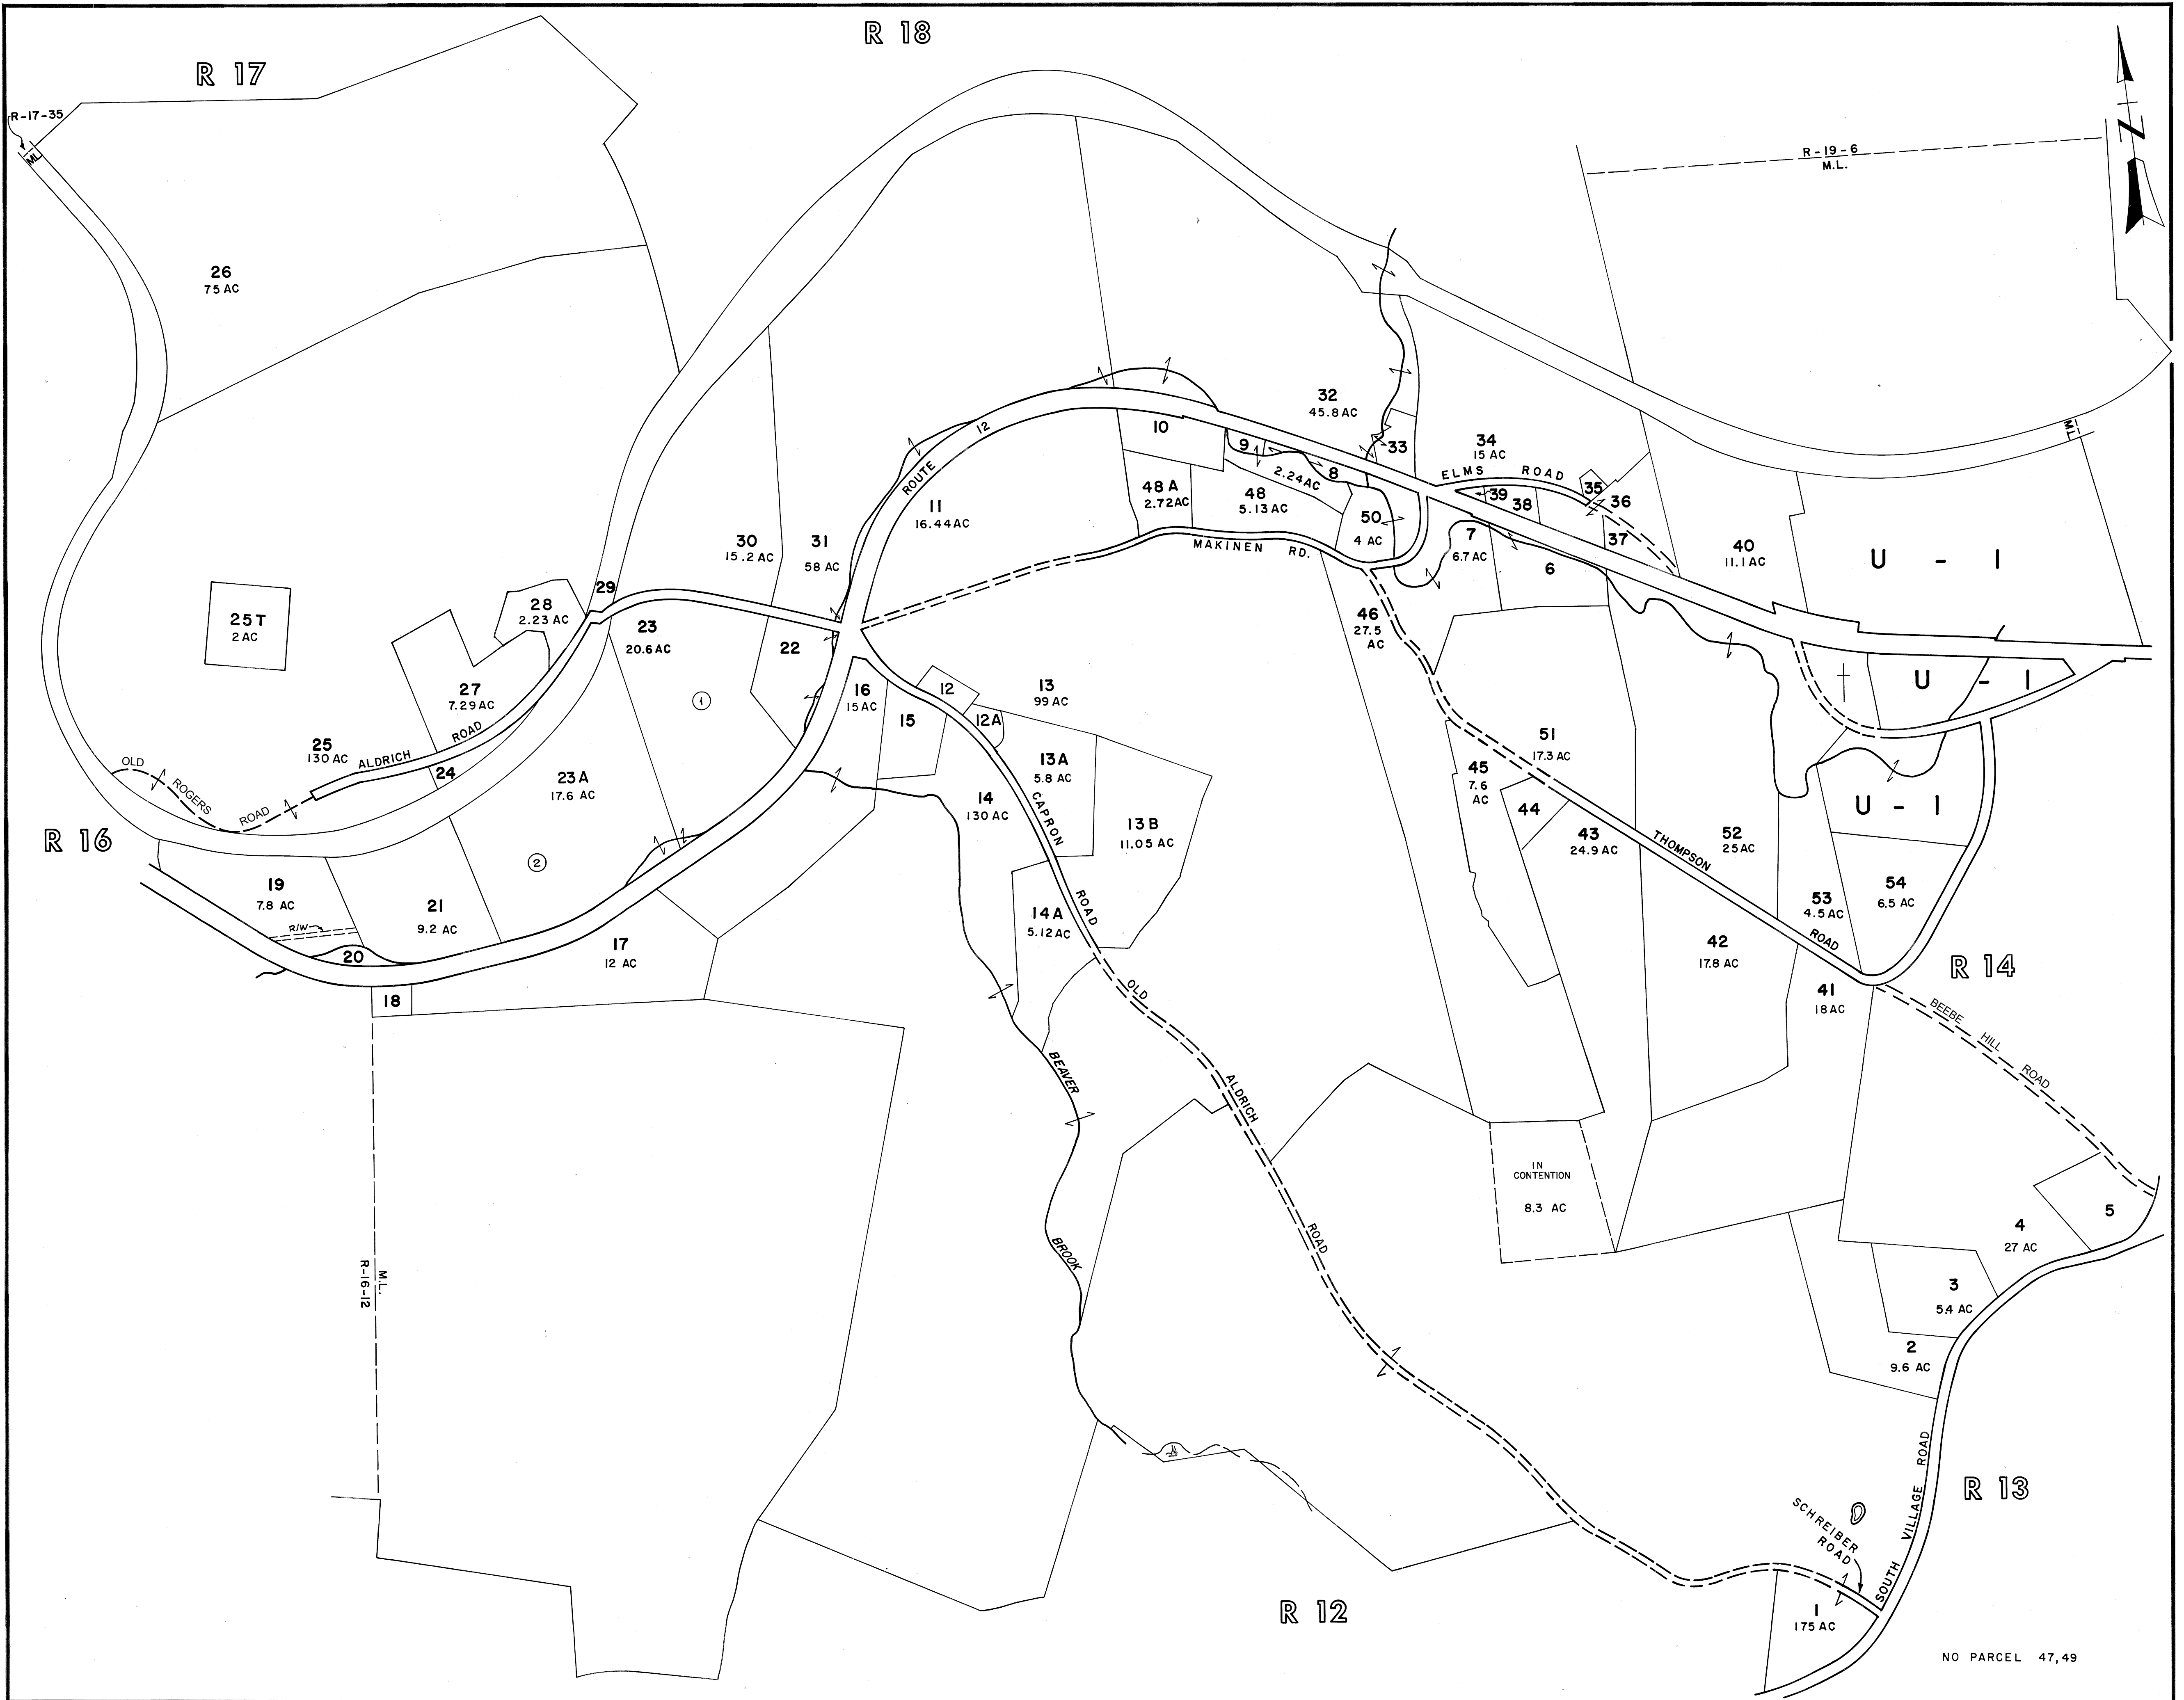 R 18
R 17
R-17-35
ML
N
R-19-6
M.L.
26
75 AC
32
45.8 AC
M.L.
ROUTE 12
10
9
8
2.24 AC
33
34
15 AC
ELMS ROAD
35
36
39
38
37
48 A
2.72 AC
48
5.13 AC
11
16.44 AC
50
4 AC
7
6.7 AC
6
40
11.1 AC
U - I
30
15.2 AC
31
58 AC
MAKINEN RD.
25 T
2 AC
28
2.23 AC
29
23
20.6 AC
22
46
27.5
AC
27
7.29 AC
1
16
15 AC
15
12
12A
13
99 AC
U - I
25
130 AC
ALDRICH ROAD
24
OLD ROGERS ROAD
23 A
17.6 AC
14
130 AC
13 A
5.8 AC
CAPRON ROAD
13 B
11.05 AC
45
7.6
AC
51
17.3 AC
44
43
24.9 AC
THOMPSON ROAD
52
25 AC
U - I
R 16
2
19
7.8 AC
R/W
20
21
9.2 AC
17
12 AC
18
14 A
5.12 AC
53
4.5 AC
54
6.5 AC
42
17.8 AC
R 14
41
18 AC
BEEBE HILL ROAD
OLD ALDRICH ROAD
BEAVER BROOK
IN
CONTENTION
8.3 AC
5
4
27 AC
3
5.4 AC
2
9.6 AC
M.L.
R-16-12
SOUTH VILLAGE ROAD
R 13
SCHREIBER
ROAD
1
175 AC
R 12
NO PARCEL 47,49